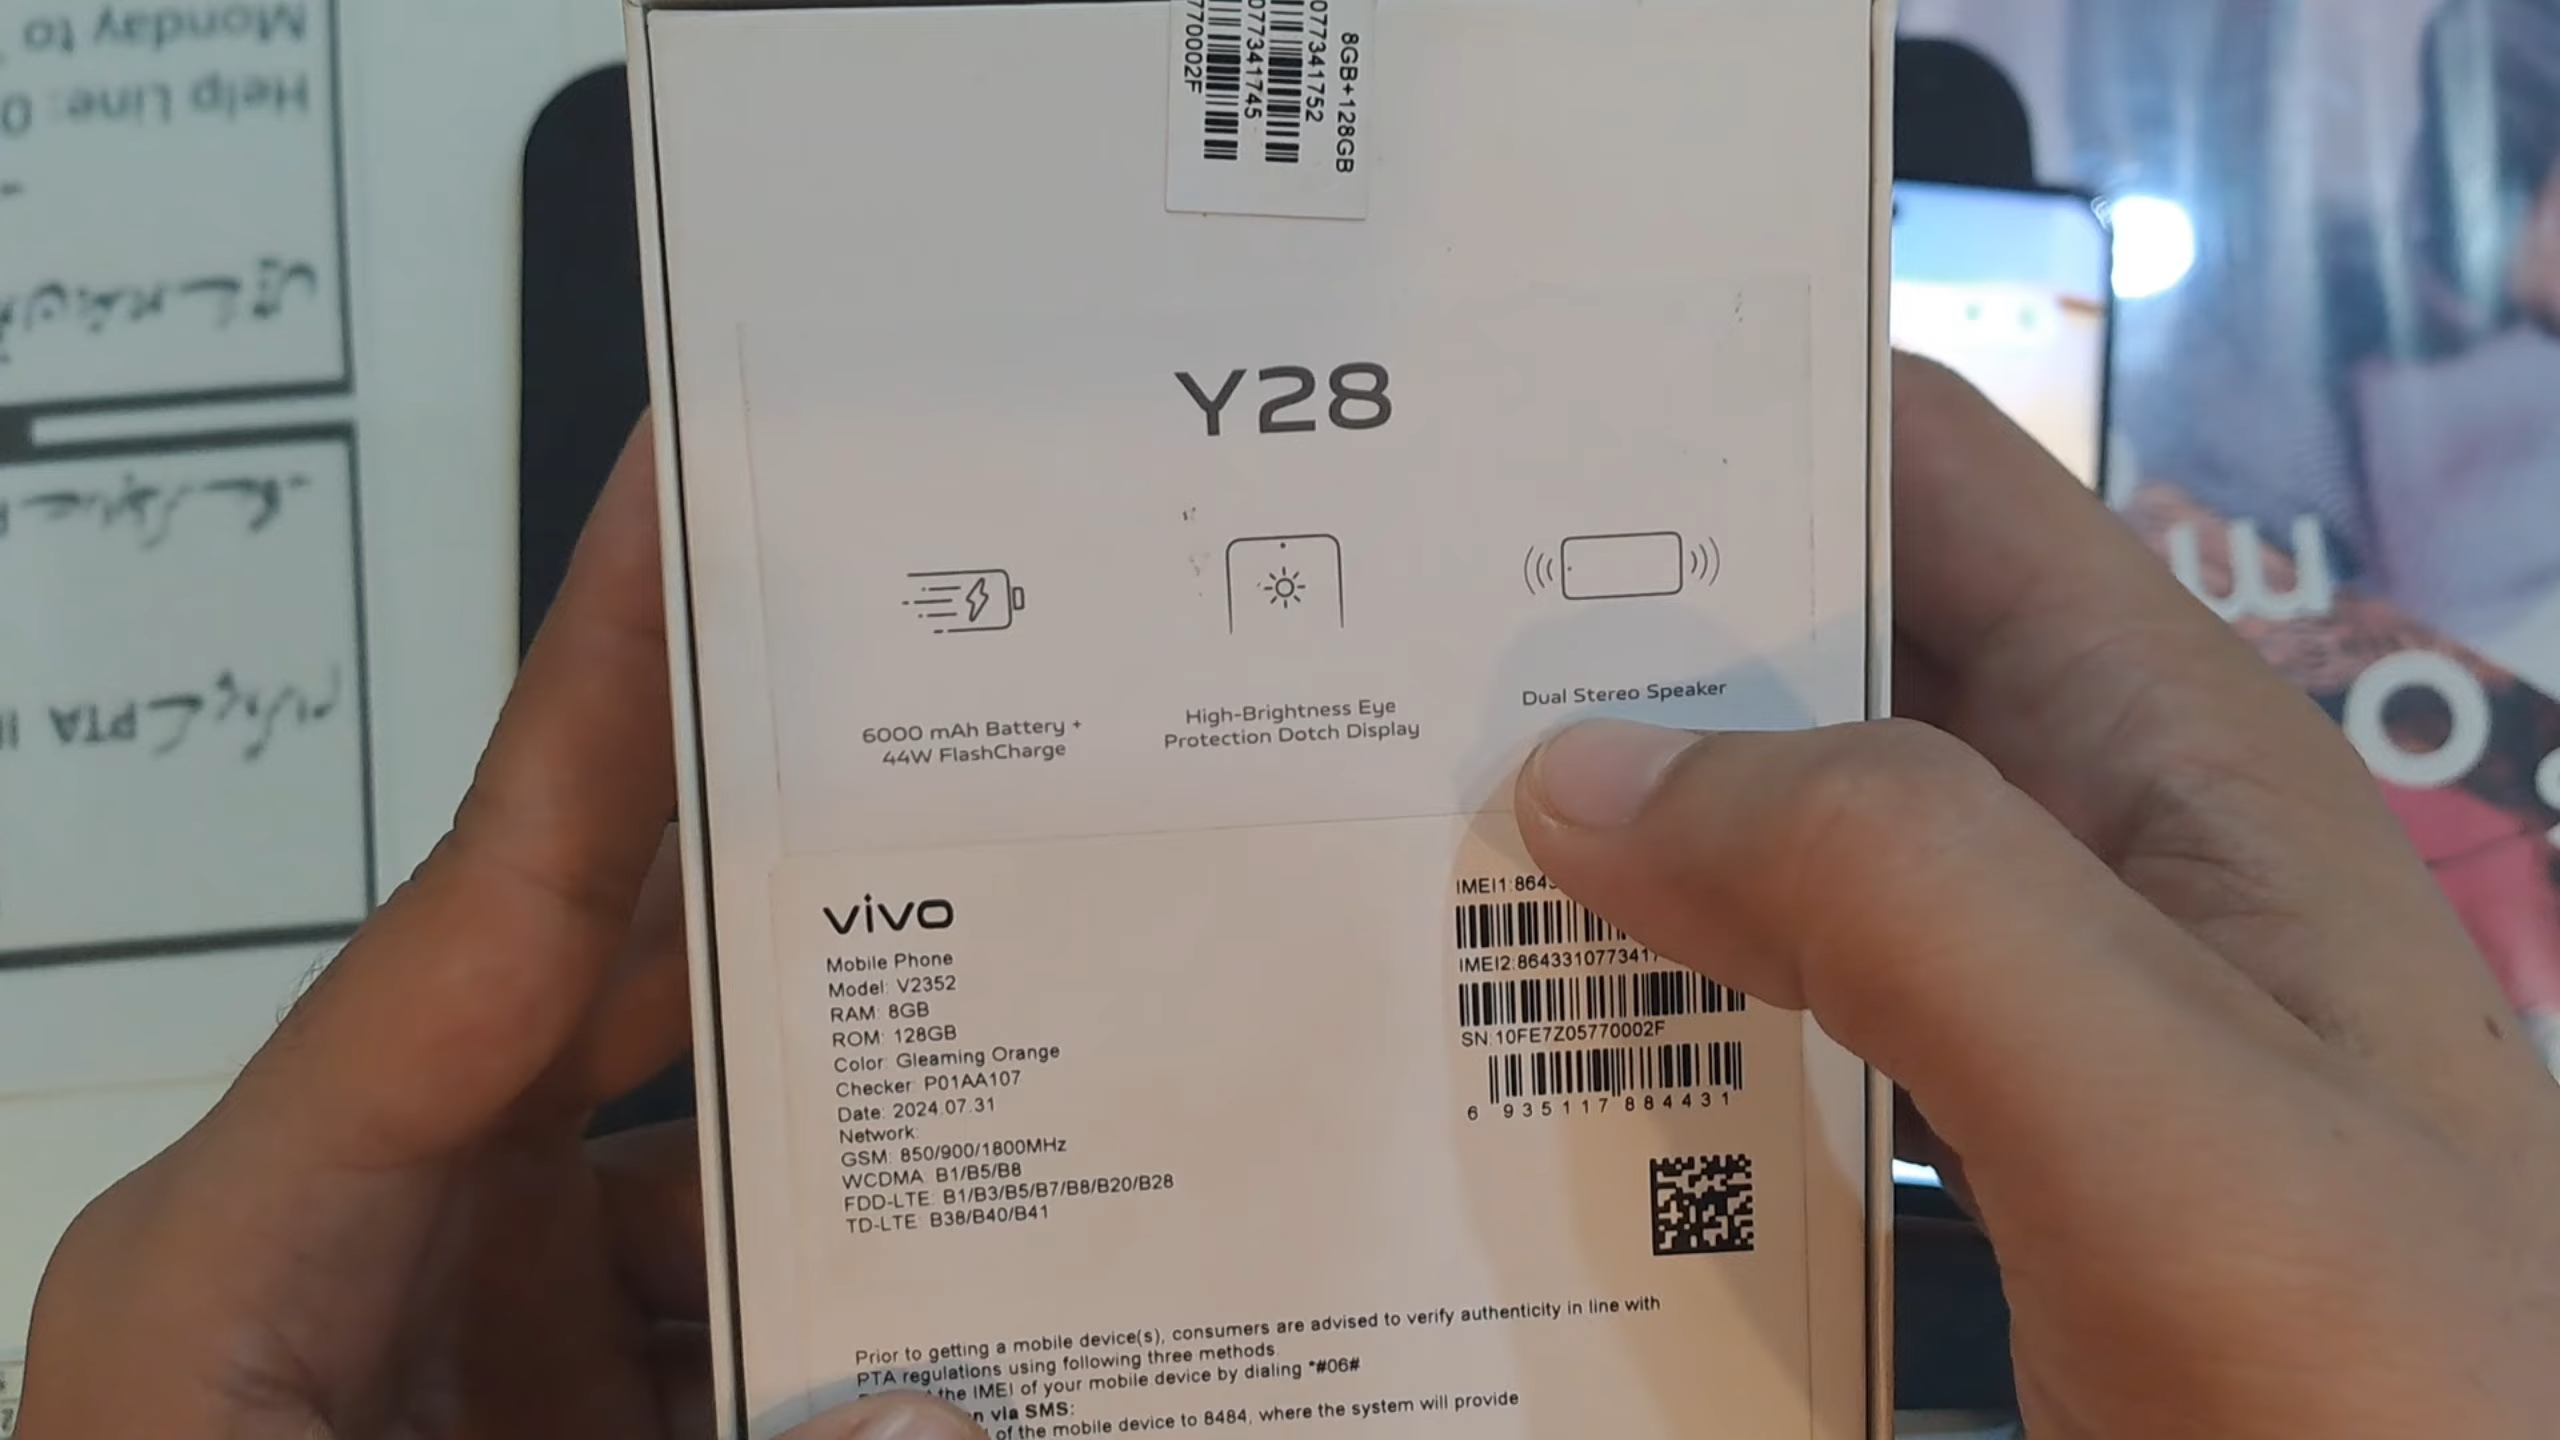 8GB+128GB
077341752
077341745
770002F
Y28
6000 mAh Battery +
44W FlashCharge
High-Brightness Eye
Protection Dotch Display
Dual Stereo Speaker
vivo
Mobile Phone
Model: V2352
RAM: 8GB
ROM: 128GB
Color: Gleaming Orange
Checker: P01AA107
Date: 2024.07.31
Network:
GSM: 850/900/1800MHz
WCDMA: B1/B5/B8
FDD-LTE: B1/B3/B5/B7/B8/B20/B28
TD-LTE: B38/B40/B41
IMEI1:864
IMEI2:8643310773417
SN:10FE7Z05770002F
6 935117 884431
Prior to getting a mobile device(s), consumers are advised to verify authenticity in line with
PTA regulations using following three methods.
the IMEI of your mobile device by dialing *#06#
via SMS:
of the mobile device to 8484, where the system will provide
Monday to
Help Line: 0
PTA